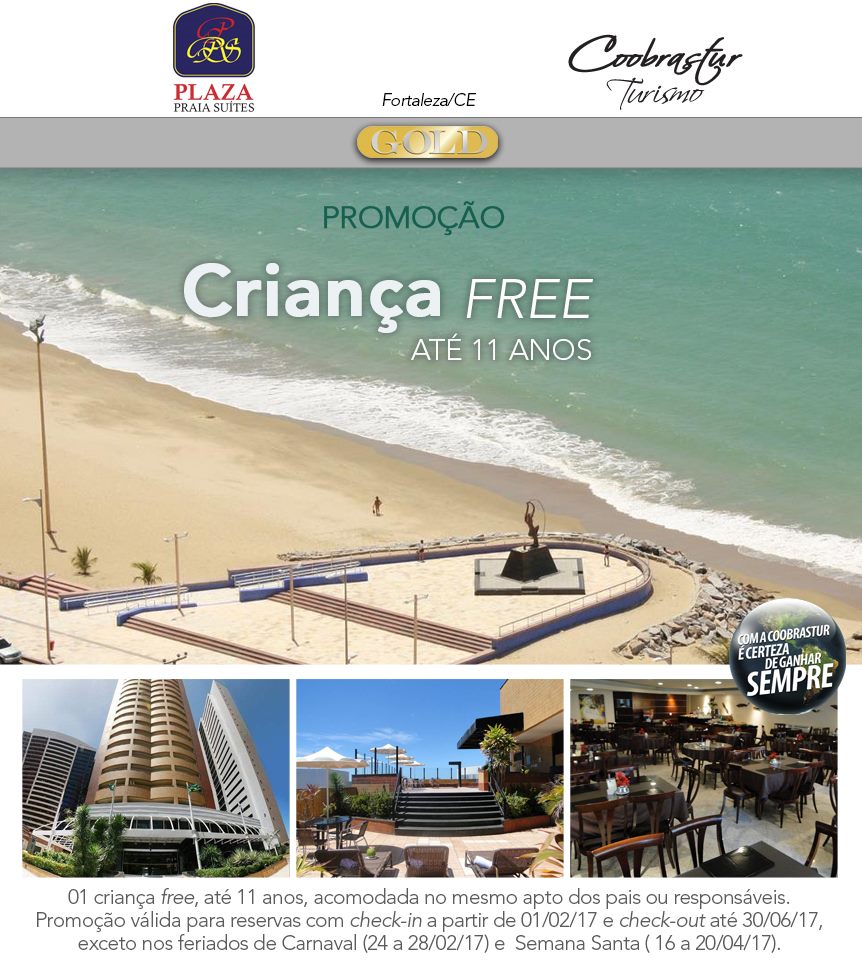 CPRS
PLAZA
PRAIA SUÍTES
Fortaleza/CE
Coobrastur
Turismo
GOLD
PROMOÇÃO
Criança FREE
ATÉ 11 ANOS
COM A COOBRASTUR
É CERTEZA
DE GANHAR
SEMPRE
01 criança free, até 11 anos, acomodada no mesmo apto dos pais ou responsáveis.
Promoção válida para reservas com check-in a partir de 01/02/17 e check-out até 30/06/17,
exceto nos feriados de Carnaval (24 a 28/02/17) e Semana Santa ( 16 a 20/04/17).